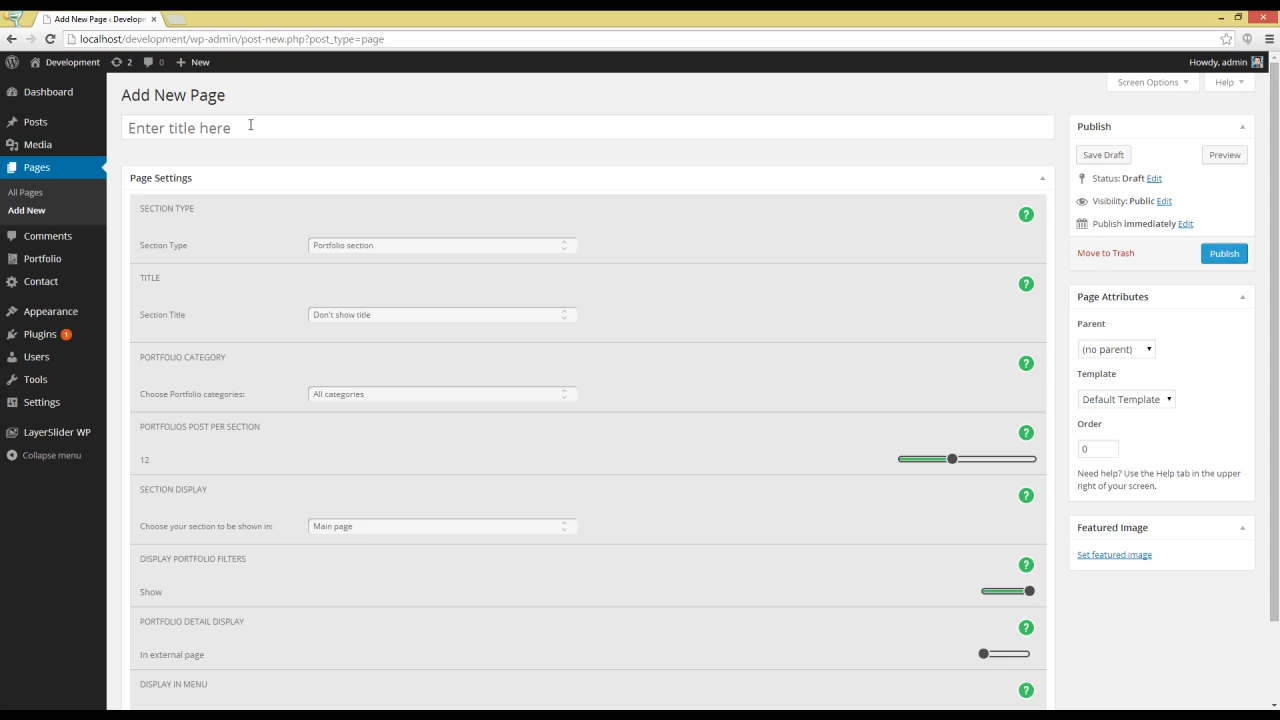 Add New Page ‹ Developm
localhost/development/wp-admin/post-new.php?post_type=page
Development 2 0 New Howdy, admin
Screen Options Help
Dashboard
Posts
Media
Pages
All Pages
Add New
Comments
Portfolio
Contact
Appearance
Plugins 1
Users
Tools
Settings
LayerSlider WP
Collapse menu
Add New Page
Enter title here
Page Settings
SECTION TYPE
?
Section Type Portfolio section
TITLE
?
Section Title Don't show title
PORTFOLIO CATEGORY
?
Choose Portfolio categories: All categories
PORTFOLIOS POST PER SECTION
?
12
SECTION DISPLAY
?
Choose your section to be shown in: Main page
DISPLAY PORTFOLIO FILTERS
?
Show
PORTFOLIO DETAIL DISPLAY
?
In external page
DISPLAY IN MENU
?
Publish
Save Draft Preview
Status: Draft Edit
Visibility: Public Edit
Publish immediately Edit
Move to Trash Publish
Page Attributes
Parent
(no parent)
Template
Default Template
Order
0
Need help? Use the Help tab in the upper
right of your screen.
Featured Image
Set featured image